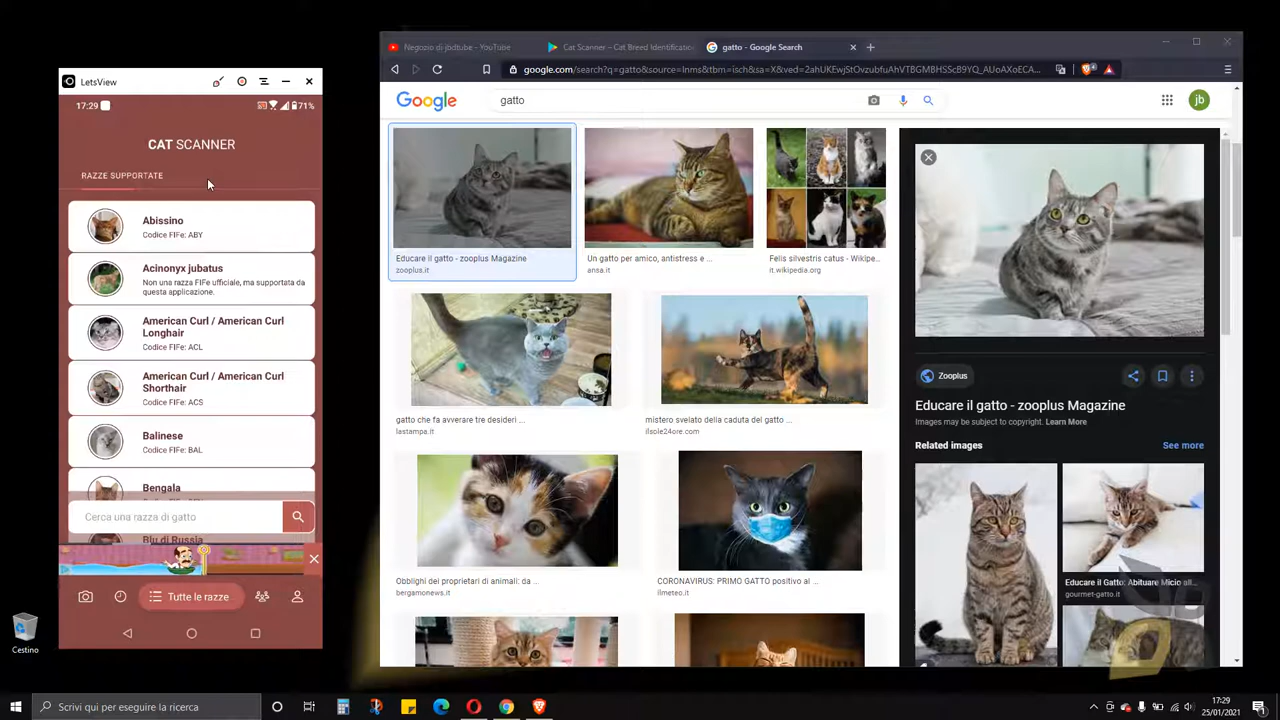 LetsView
17:29
71%
CAT SCANNER
RAZZE SUPPORTATE
Abissino
Codice FIFe: ABY
Acinonyx jubatus
Non una razza FIFe ufficiale, ma supportata da
questa applicazione.
American Curl / American Curl
Longhair
Codice FIFe: ACL
American Curl / American Curl
Shorthair
Codice FIFe: ACS
Balinese
Codice FIFe: BAL
Bengala
Cerca una razza di gatto
Blu di Russia
Tutte le razze
Cestino
Negozio di jbdtube - YouTube
Cat Scanner – Cat Breed Identificatio
gatto - Google Search
google.com/search?q=gatto&source=lnms&tbm=isch&sa=X&ved=
Google
gatto
jb
Educare il gatto - zooplus Magazine
zooplus.it
Un gatto per amico, antistress e ...
ansa.it
Felis silvestris catus - Wikipe...
it.wikipedia.org
gatto che fa avverare tre desideri ...
lastampa.it
mistero svelato della caduta del gatto ...
ilsole24ore.com
Obblighi dei proprietari di animali: da ...
bergamonews.it
CORONAVIRUS: PRIMO GATTO positivo al ...
ilmeteo.it
Zooplus
Educare il gatto - zooplus Magazine
Images may be subject to copyright. Learn More
Related images
See more
Educare il Gatto: Abituare Micio all...
gourmet-gatto.it
Scrivi qui per eseguire la ricerca
17:29
25/01/2021